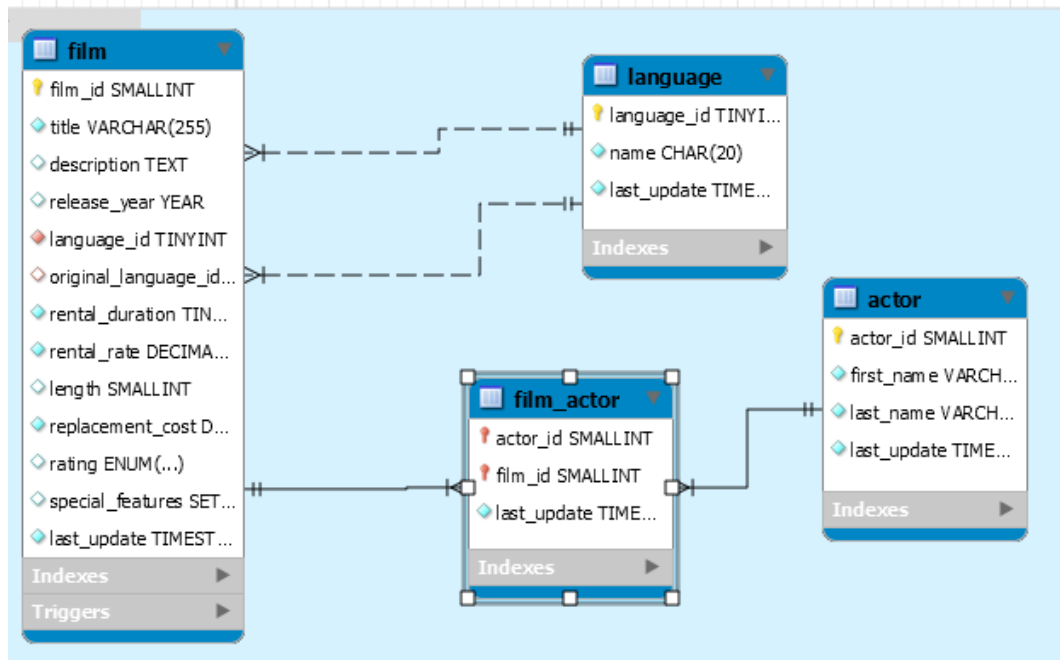 film
film_id SMALLINT
title VARCHAR(255)
description TEXT
release_year YEAR
language_id TINYINT
original_language_id...
rental_duration TIN...
rental_rate DECIMA...
length SMALLINT
replacement_cost D...
rating ENUM(...)
special_features SET...
last_update TIMEST...
Indexes
Triggers
language
language_id TINYI...
name CHAR(20)
last_update TIME...
Indexes
film_actor
actor_id SMALLINT
film_id SMALLINT
last_update TIME...
Indexes
actor
actor_id SMALLINT
first_name VARCH...
last_name VARCH...
last_update TIME...
Indexes